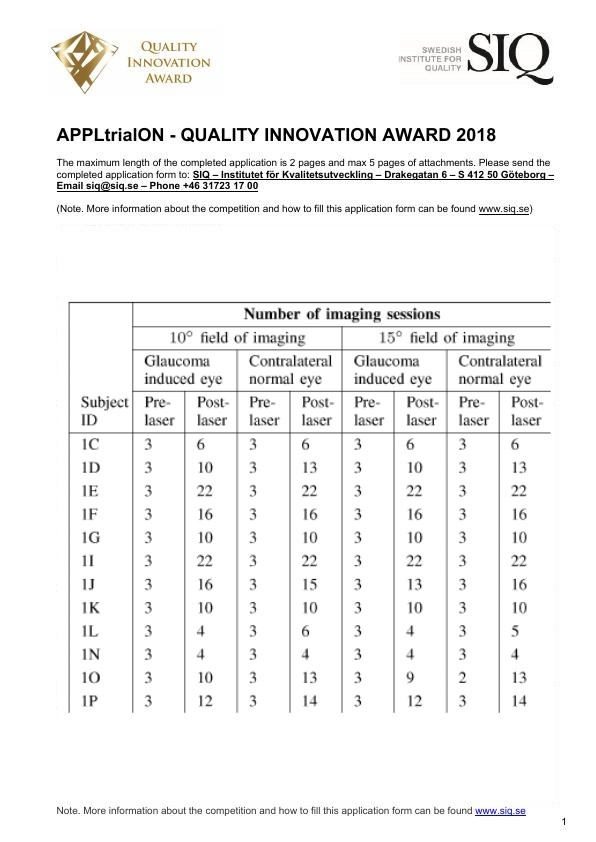 QUALITY
INNOVATION
AWARD
SWEDISH
INSTITUTE FOR
QUALITY
SIQ
APPLtrialON - QUALITY INNOVATION AWARD 2018
The maximum length of the completed application is 2 pages and max 5 pages of attachments. Please send the
completed application form to: SIQ – Institutet för Kvalitetsutveckling – Drakegatan 6 – S 412 50 Göteborg –
Email siq@siq.se – Phone +46 31723 17 00
(Note. More information about the competition and how to fill this application form can be found www.siq.se)
Number of imaging sessions
10° field of imaging 15° field of imaging
Glaucoma Contralateral Glaucoma Contralateral
induced eye normal eye induced eye normal eye
Subject Pre- Post- Pre- Post- Pre- Post- Pre- Post-
ID laser laser laser laser laser laser laser laser
1C 3 6 3 6 3 6 3 6
1D 3 10 3 13 3 10 3 13
1E 3 22 3 22 3 22 3 22
1F 3 16 3 16 3 16 3 16
1G 3 10 3 10 3 10 3 10
1I 3 22 3 22 3 22 3 22
1J 3 16 3 15 3 13 3 16
1K 3 10 3 10 3 10 3 10
1L 3 4 3 6 3 4 3 5
1N 3 4 3 4 3 4 3 4
1O 3 10 3 13 3 9 2 13
1P 3 12 3 14 3 12 3 14
Note. More information about the competition and how to fill this application form can be found www.siq.se
1